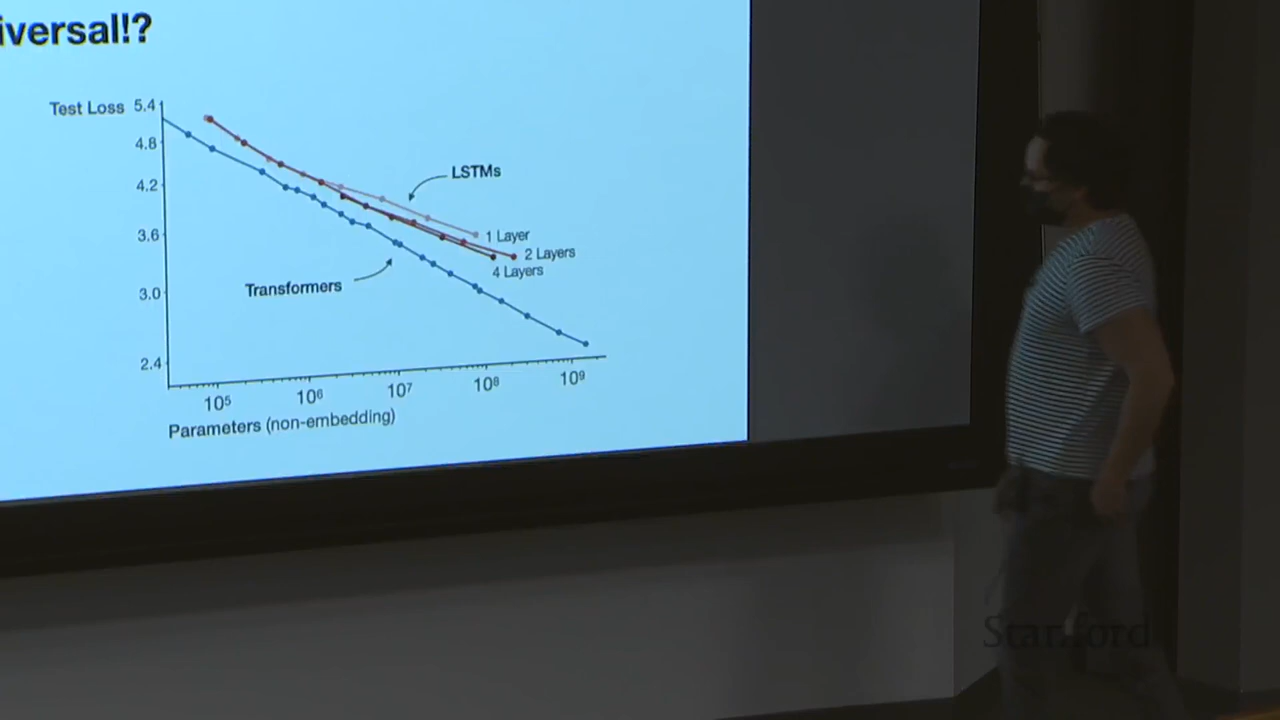 iversal!?
Test Loss
5.4
4.8
4.2
3.6
3.0
2.4
LSTMs
1 Layer
2 Layers
4 Layers
Transformers
10⁵
10⁶
10⁷
10⁸
10⁹
Parameters (non-embedding)
Stanford